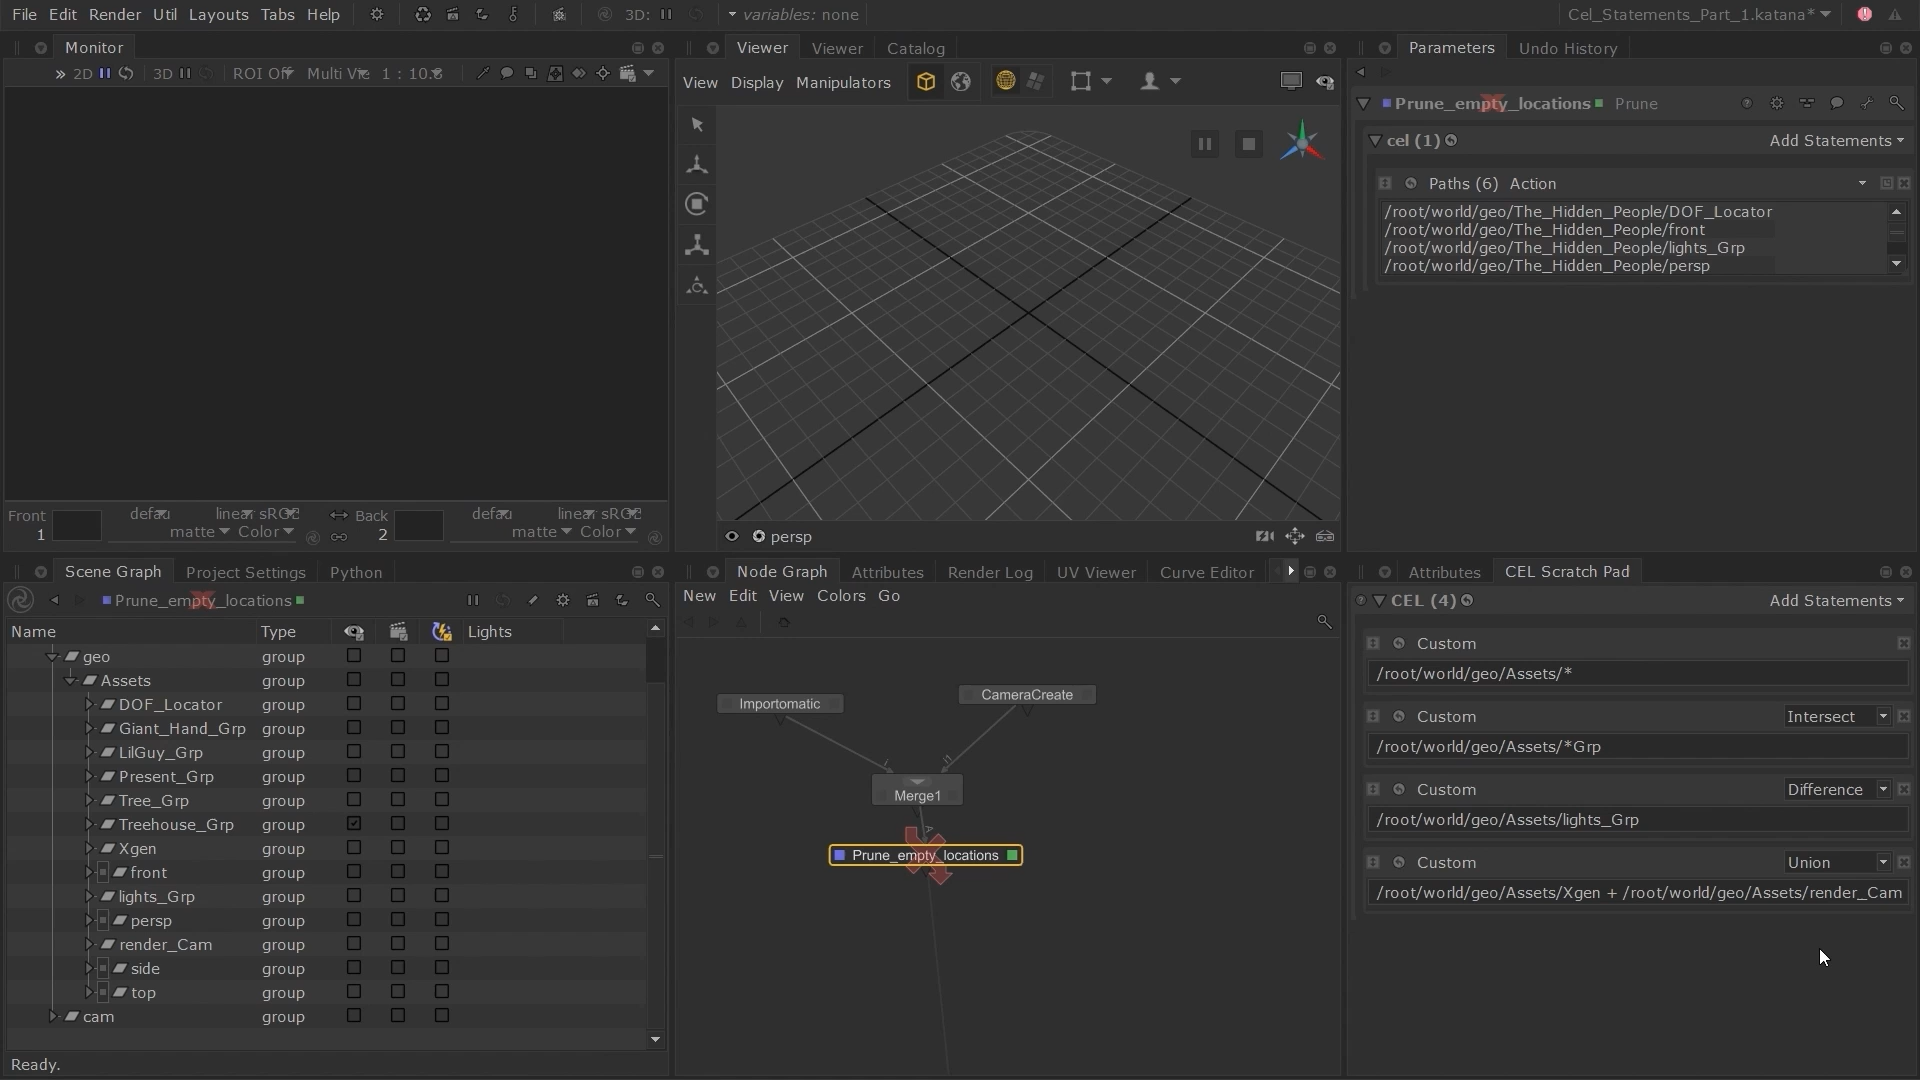 File Edit Render Util Layouts Tabs Help 3D: variables: none Cel_Statements_Part_1.katana*
Monitor
2D 3D ROI Off Multi 1 : 10.
Front defau linear matte Color 1
Back defau linear matte Color 2
Viewer Viewer Catalog
View Display Manipulators
persp
Parameters Undo History
Prune_empty_locations Prune
cel (1) Add Statements
Paths (6) Action
/root/world/geo/The_Hidden_People/DOF_Locator
/root/world/geo/The_Hidden_People/front
/root/world/geo/The_Hidden_People/lights_Grp
/root/world/geo/The_Hidden_People/persp
Scene Graph Project Settings Python
Prune_empty_locations
Name Type Lights
geo group
Assets group
DOF_Locator group
Giant_Hand_Grp group
LilGuy_Grp group
Present_Grp group
Tree_Grp group
Treehouse_Grp group
Xgen group
front group
lights_Grp group
persp group
render_Cam group
side group
top group
cam group
Ready.
Node Graph Attributes Render Log UV Viewer Curve Editor
New Edit View Colors Go
Importomatic
CameraCreate
Merge1
Prune_empty_locations
Attributes CEL Scratch Pad
CEL (4) Add Statements
Custom
/root/world/geo/Assets/*
Custom Intersect
/root/world/geo/Assets/*Grp
Custom Difference
/root/world/geo/Assets/lights_Grp
Custom Union
/root/world/geo/Assets/Xgen + /root/world/geo/Assets/render_Cam